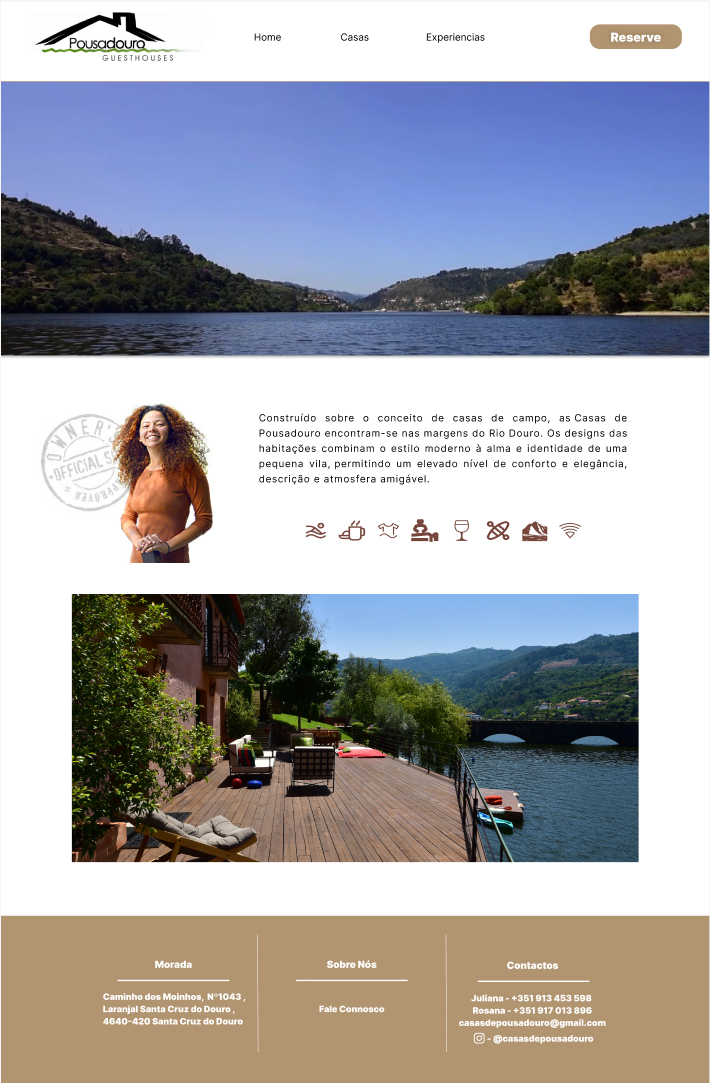 Pousadouro
GUESTHOUSES
Home
Casas
Experiencias
Reserve
OWNER'S
OFFICIAL S
Construído sobre o conceito de casas de campo, as Casas de
Pousadouro encontram-se nas margens do Rio Douro. Os designs das
habitações combinam o estilo moderno à alma e identidade de uma
pequena vila, permitindo um elevado nível de conforto e elegância,
descrição e atmosfera amigável.
Morada
Caminho dos Moinhos, Nº1043 ,
Laranjal Santa Cruz do Douro ,
4640-420 Santa Cruz do Douro
Sobre Nós
Fale Connosco
Contactos
Juliana - +351 913 453 598
Rosana - +351 917 013 896
casasdepousadouro@gmail.com
- @casasdepousadouro